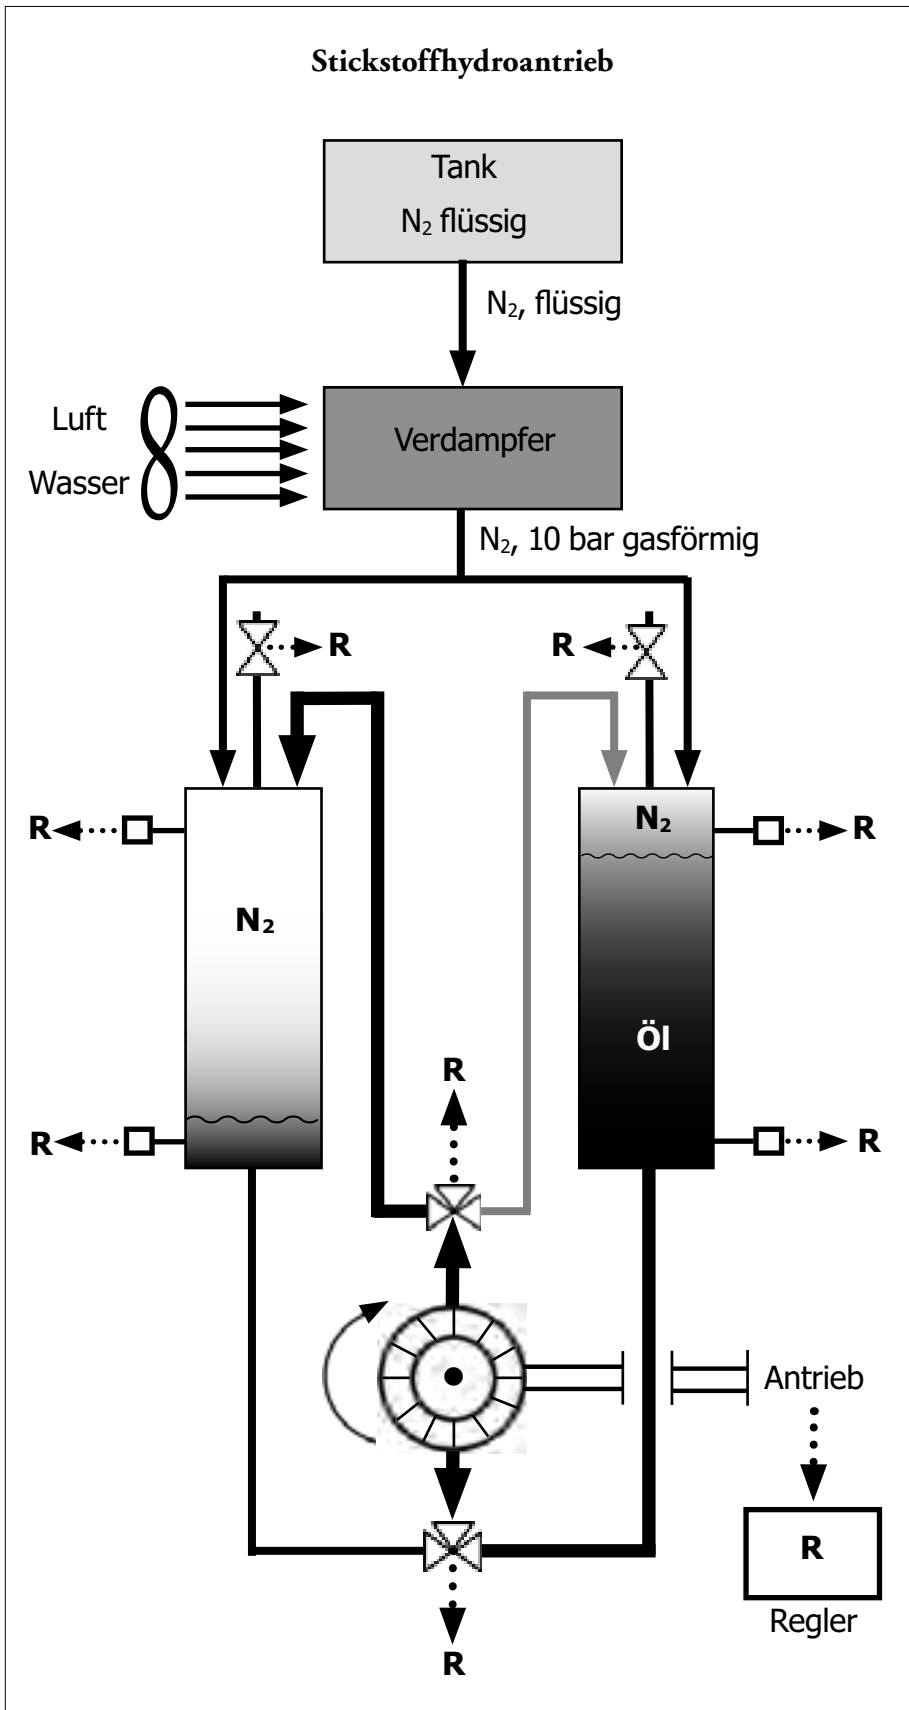 Stickstoffhydroantrieb
Tank
N₂ flüssig
N₂, flüssig
Luft
Wasser
Verdampfer
N₂, 10 bar gasförmig
R
R
R
N₂
R
N₂
Öl
R
R
R
Antrieb
R
Regler
R